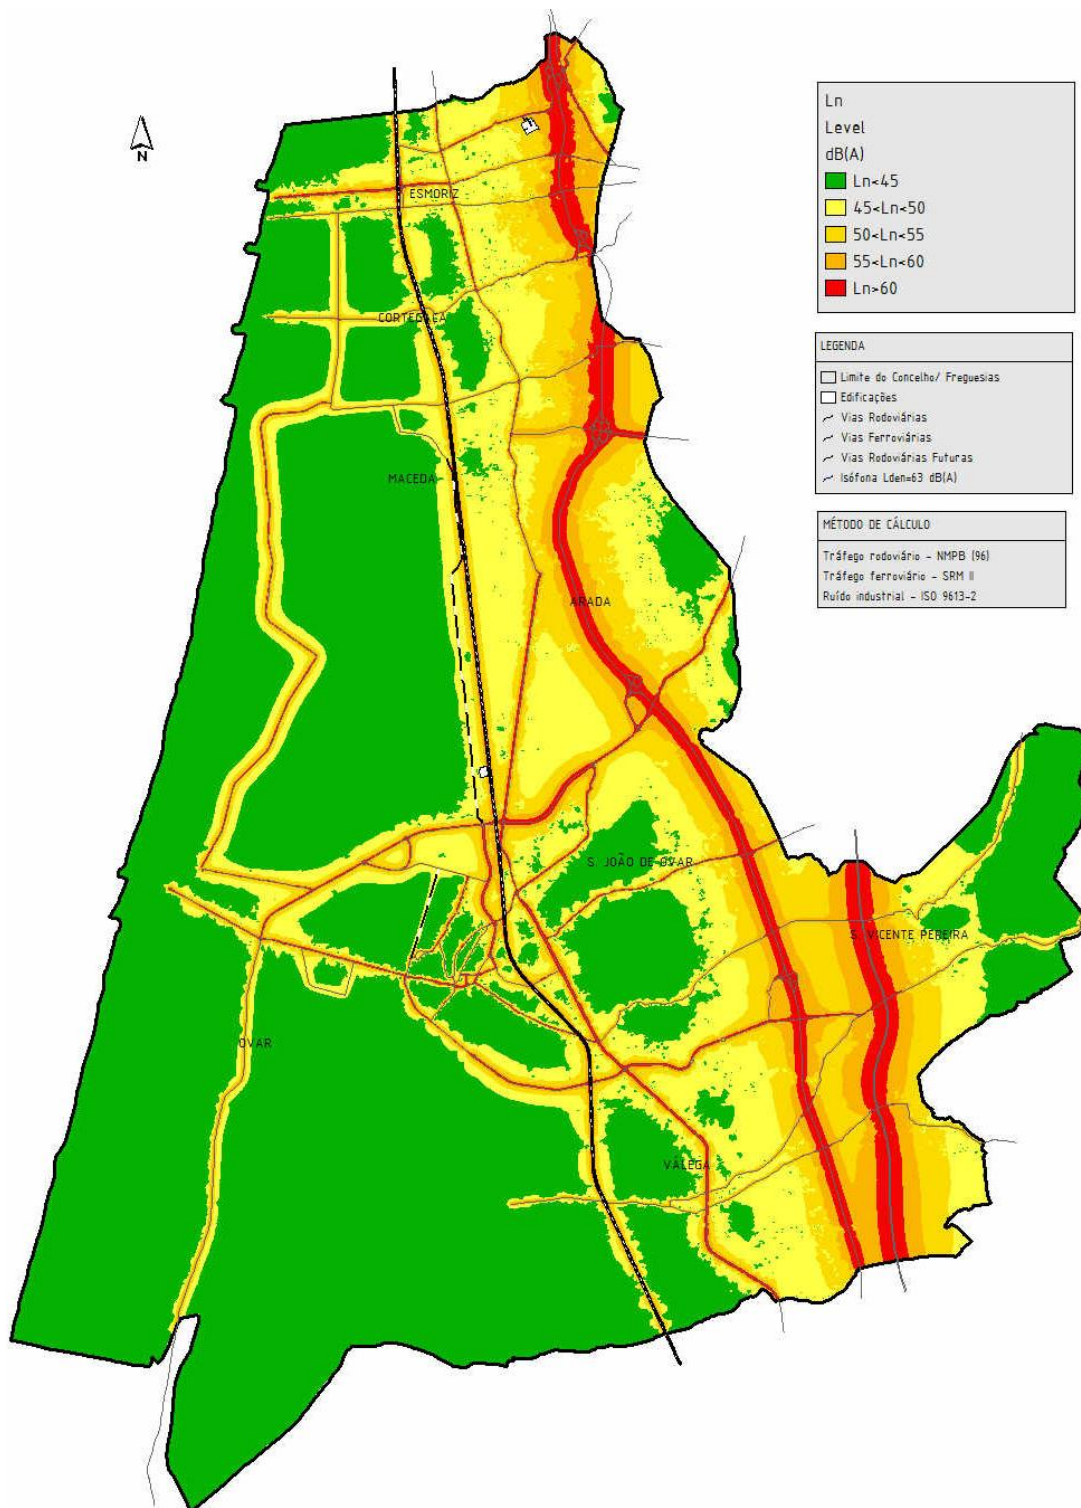 N
Ln
Level
dB(A)
Ln<45
45<Ln<50
50<Ln<55
55<Ln<60
Ln>60
LEGENDA
Limite do Concelho/ Freguesias
Edificações
Vias Rodoviárias
Vias Ferroviárias
Vias Rodoviárias Futuras
Isófona Lden=63 dB(A)
MÉTODO DE CÁLCULO
Tráfego rodoviário - NMPB (96)
Tráfego ferroviário - SRM II
Ruído industrial - ISO 9613-2
ESMORIZ
CORTEGAÇA
MACEDA
ARADA
S. JOÃO DE OVAR
S. VICENTE PEREIRA
OVAR
VÁLEGA